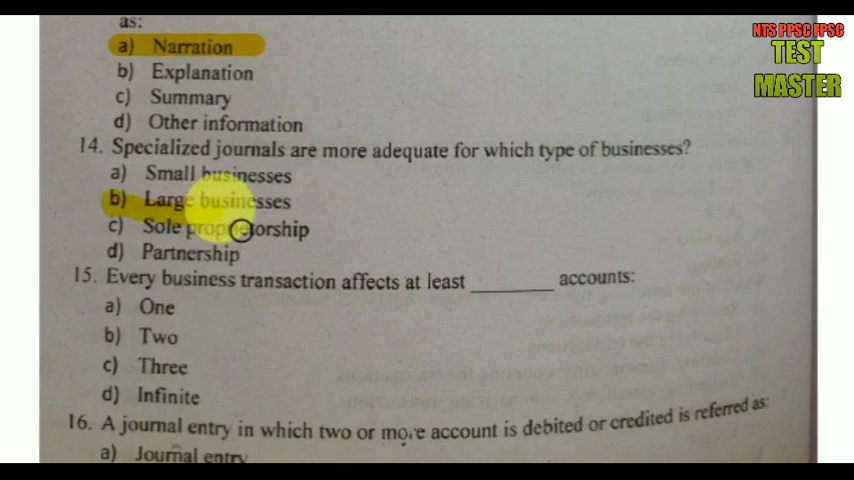 NTS PPSC FPSC
TEST
MASTER
as:
a) Narration
b) Explanation
c) Summary
d) Other information
14. Specialized journals are more adequate for which type of businesses?
a) Small businesses
b) Large businesses
c) Sole proprietorship
d) Partnership
15. Every business transaction affects at least ________ accounts:
a) One
b) Two
c) Three
d) Infinite
16. A journal entry in which two or more account is debited or credited is referred as:
a) Journal entry